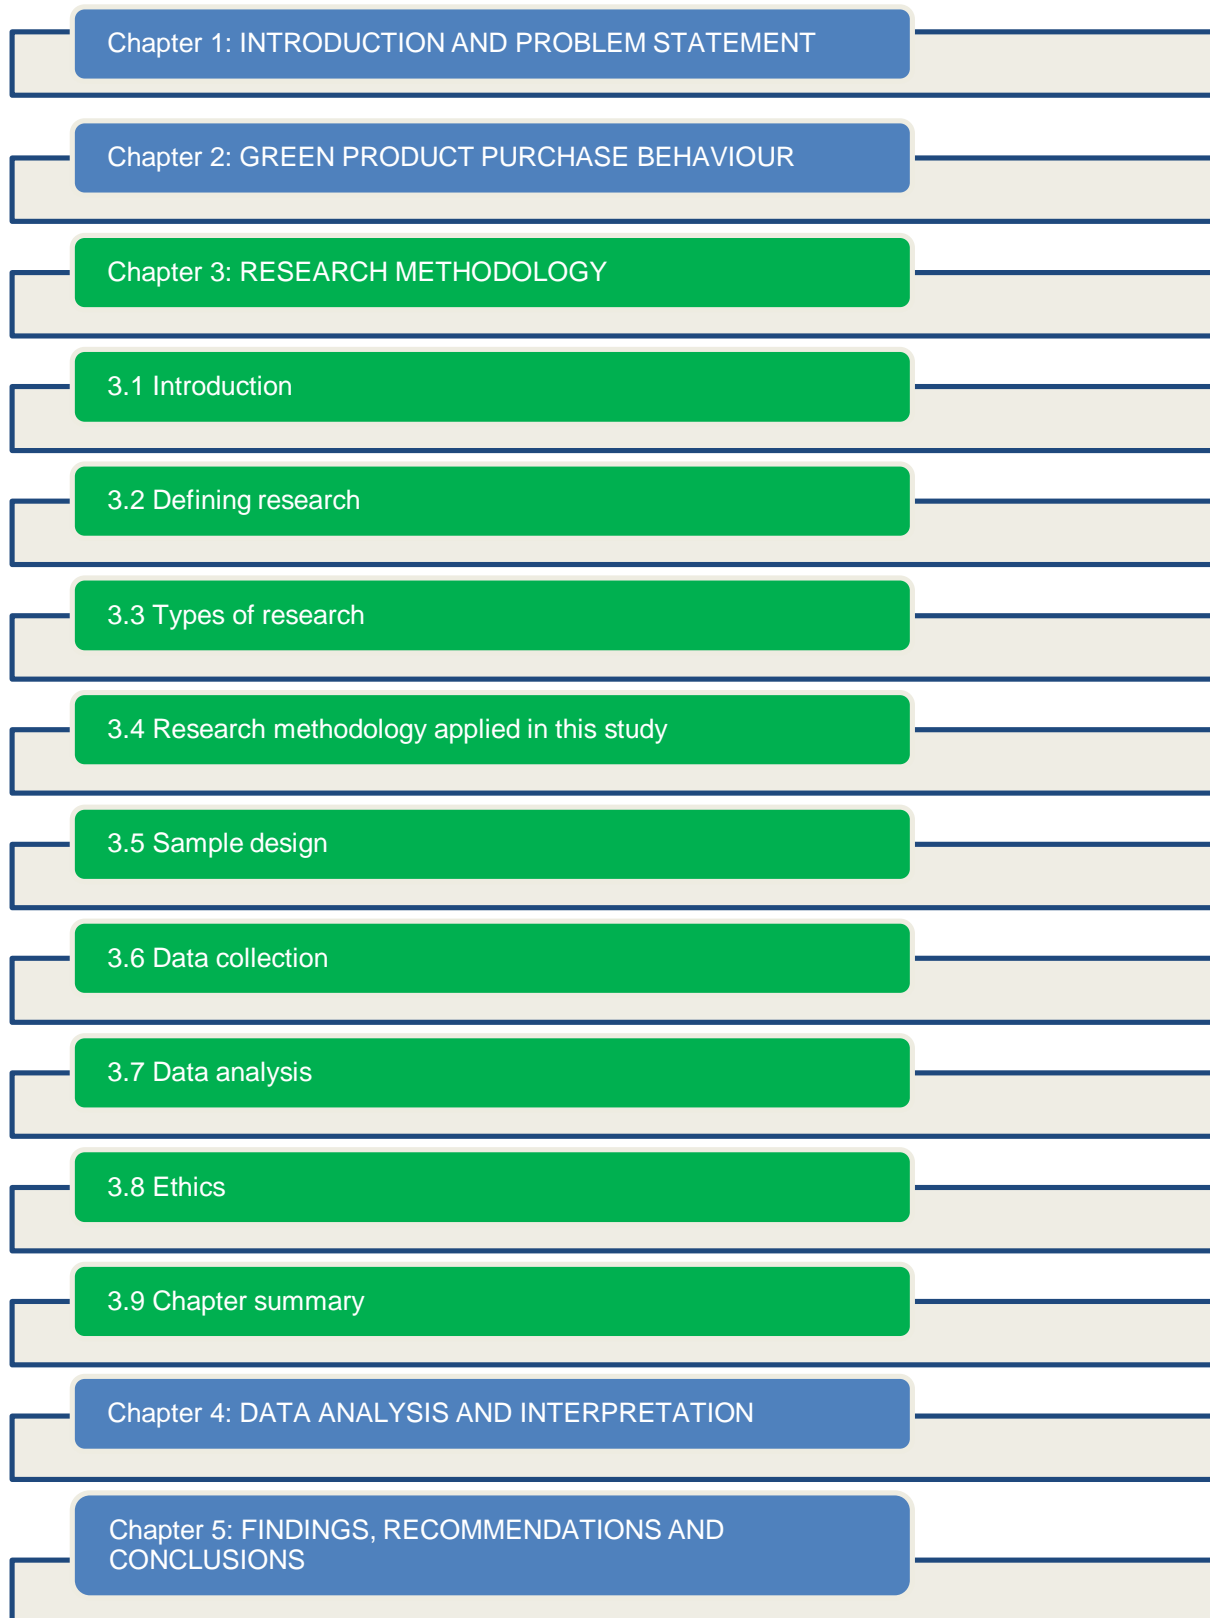 Chapter 1: INTRODUCTION AND PROBLEM STATEMENT
Chapter 2: GREEN PRODUCT PURCHASE BEHAVIOUR
Chapter 3: RESEARCH METHODOLOGY
3.1 Introduction
3.2 Defining research
3.3 Types of research
3.4 Research methodology applied in this study
3.5 Sample design
3.6 Data collection
3.7 Data analysis
3.8 Ethics
3.9 Chapter summary
Chapter 4: DATA ANALYSIS AND INTERPRETATION
Chapter 5: FINDINGS, RECOMMENDATIONS AND
CONCLUSIONS